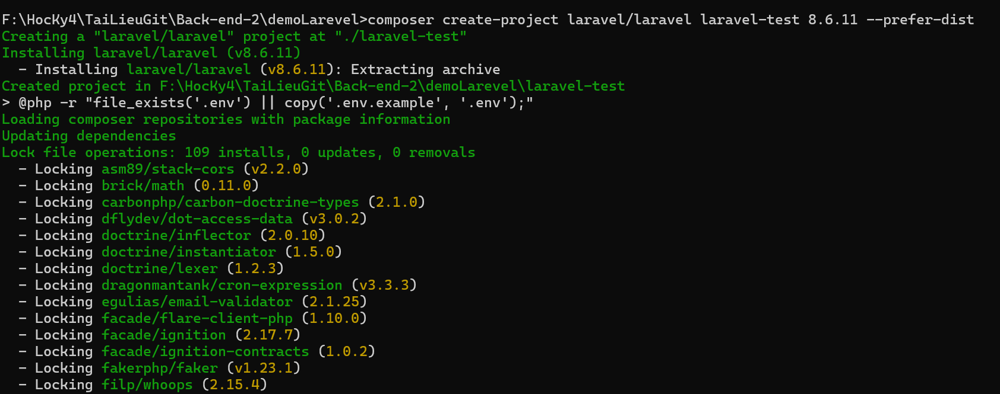 F:\HocKy4\TaiLieuGit\Back-end-2\demoLarevel>composer create-project laravel/laravel laravel-test 8.6.11 --prefer-dist
Creating a "laravel/laravel" project at "./laravel-test"
Installing laravel/laravel (v8.6.11)
  - Installing laravel/laravel (v8.6.11): Extracting archive
Created project in F:\HocKy4\TaiLieuGit\Back-end-2\demoLarevel\laravel-test
> @php -r "file_exists('.env') || copy('.env.example', '.env');"
Loading composer repositories with package information
Updating dependencies
Lock file operations: 109 installs, 0 updates, 0 removals
  - Locking asm89/stack-cors (v2.2.0)
  - Locking brick/math (0.11.0)
  - Locking carbonphp/carbon-doctrine-types (2.1.0)
  - Locking dflydev/dot-access-data (v3.0.2)
  - Locking doctrine/inflector (2.0.10)
  - Locking doctrine/instantiator (1.5.0)
  - Locking doctrine/lexer (1.2.3)
  - Locking dragonmantank/cron-expression (v3.3.3)
  - Locking egulias/email-validator (2.1.25)
  - Locking facade/flare-client-php (1.10.0)
  - Locking facade/ignition (2.17.7)
  - Locking facade/ignition-contracts (1.0.2)
  - Locking fakerphp/faker (v1.23.1)
  - Locking filp/whoops (2.15.4)